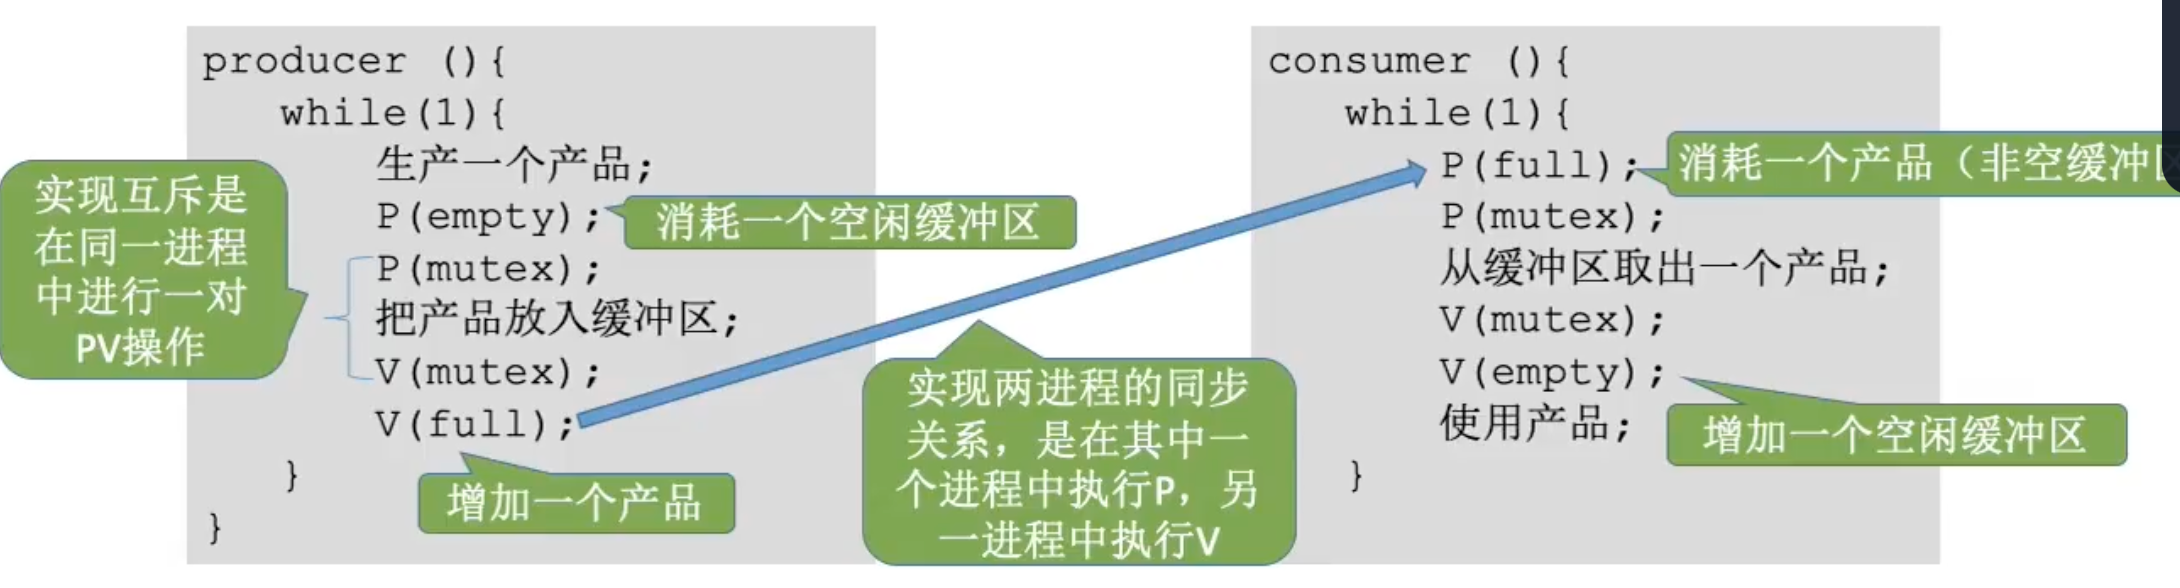 producer (){
while(1){
生产一个产品;
P(empty);
消耗一个空闲缓冲区
P(mutex);
把产品放入缓冲区;
V(mutex);
V(full);
}
}
实现互斥是
在同一进程
中进行一对
PV操作
增加一个产品
实现两进程的同步
关系，是在其中一
个进程中执行P，另
一进程中执行V
consumer (){
while(1){
P(full);
消耗一个产品（非空缓冲
P(mutex);
从缓冲区取出一个产品;
V(mutex);
V(empty);
增加一个空闲缓冲区
使用产品;
}